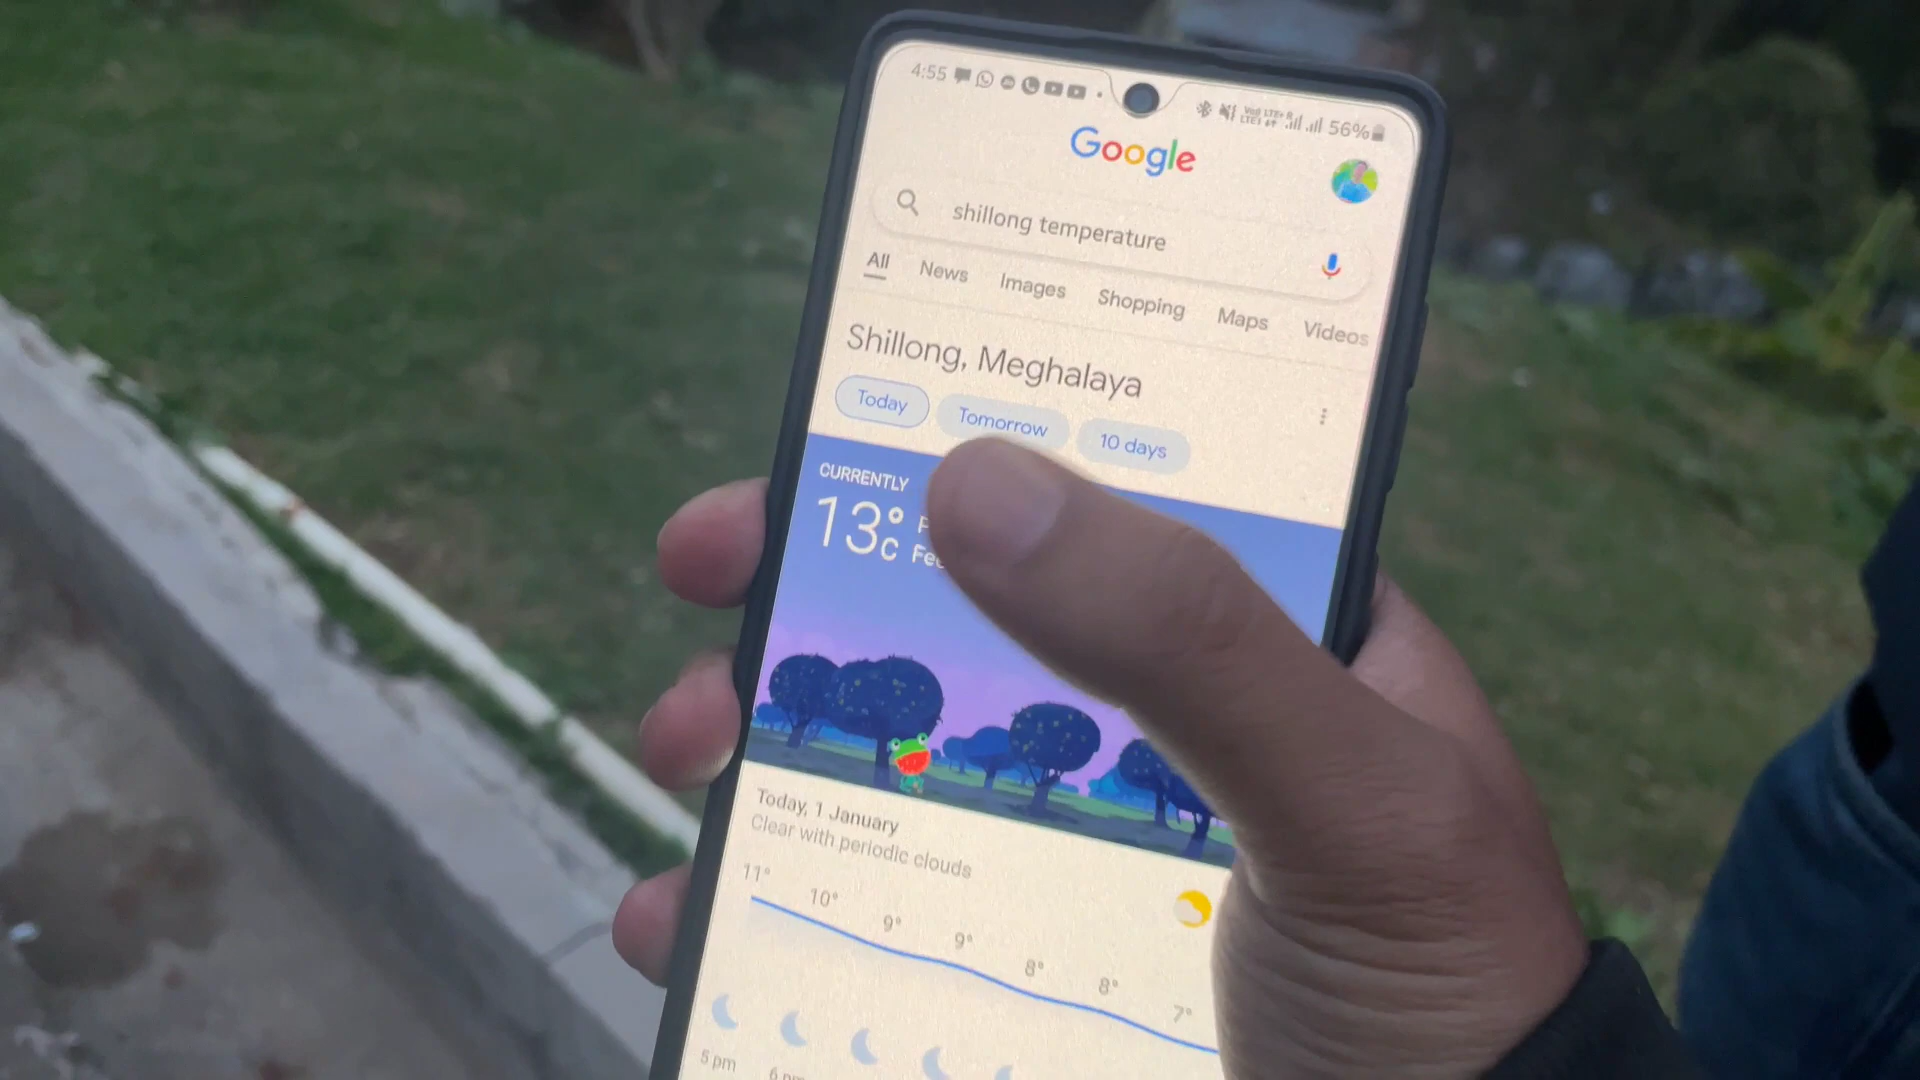 4:55
56%
Google
shillong temperature
All News Images Shopping Maps Videos
Shillong, Meghalaya
Today Tomorrow 10 days
CURRENTLY
13°C
Today, 1 January
Clear with periodic clouds
11° 10° 9° 9° 8° 8° 7°
5 pm